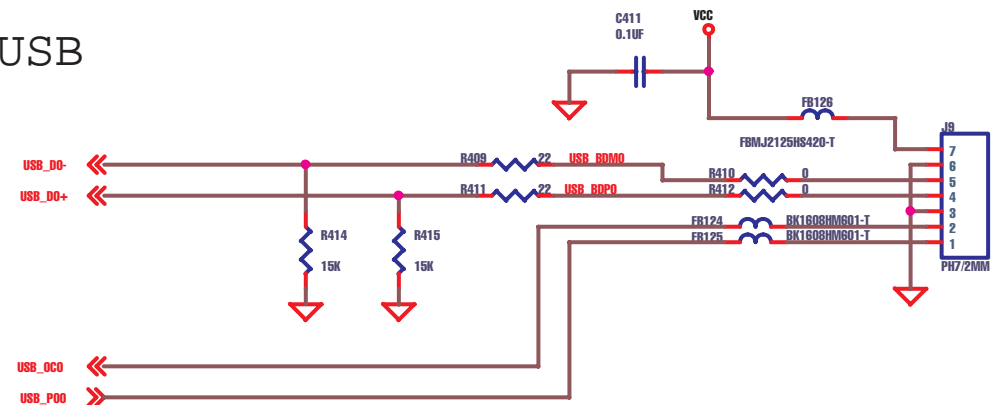 C411
VCC
0.1UF
USB
FB126
J9
FBMJ2125HS420-T
7
USB_D0-
R409
22
USB_BDM0
6
R410
0
5
USB_D0+
R411
22
USB_BDP0
R412
0
4
3
FB124
BK1608HM601-T
2
R414
R415
FB125
BK1608HM601-T
1
15K
15K
PH7/2MM
USB_OC0
USB_PO0